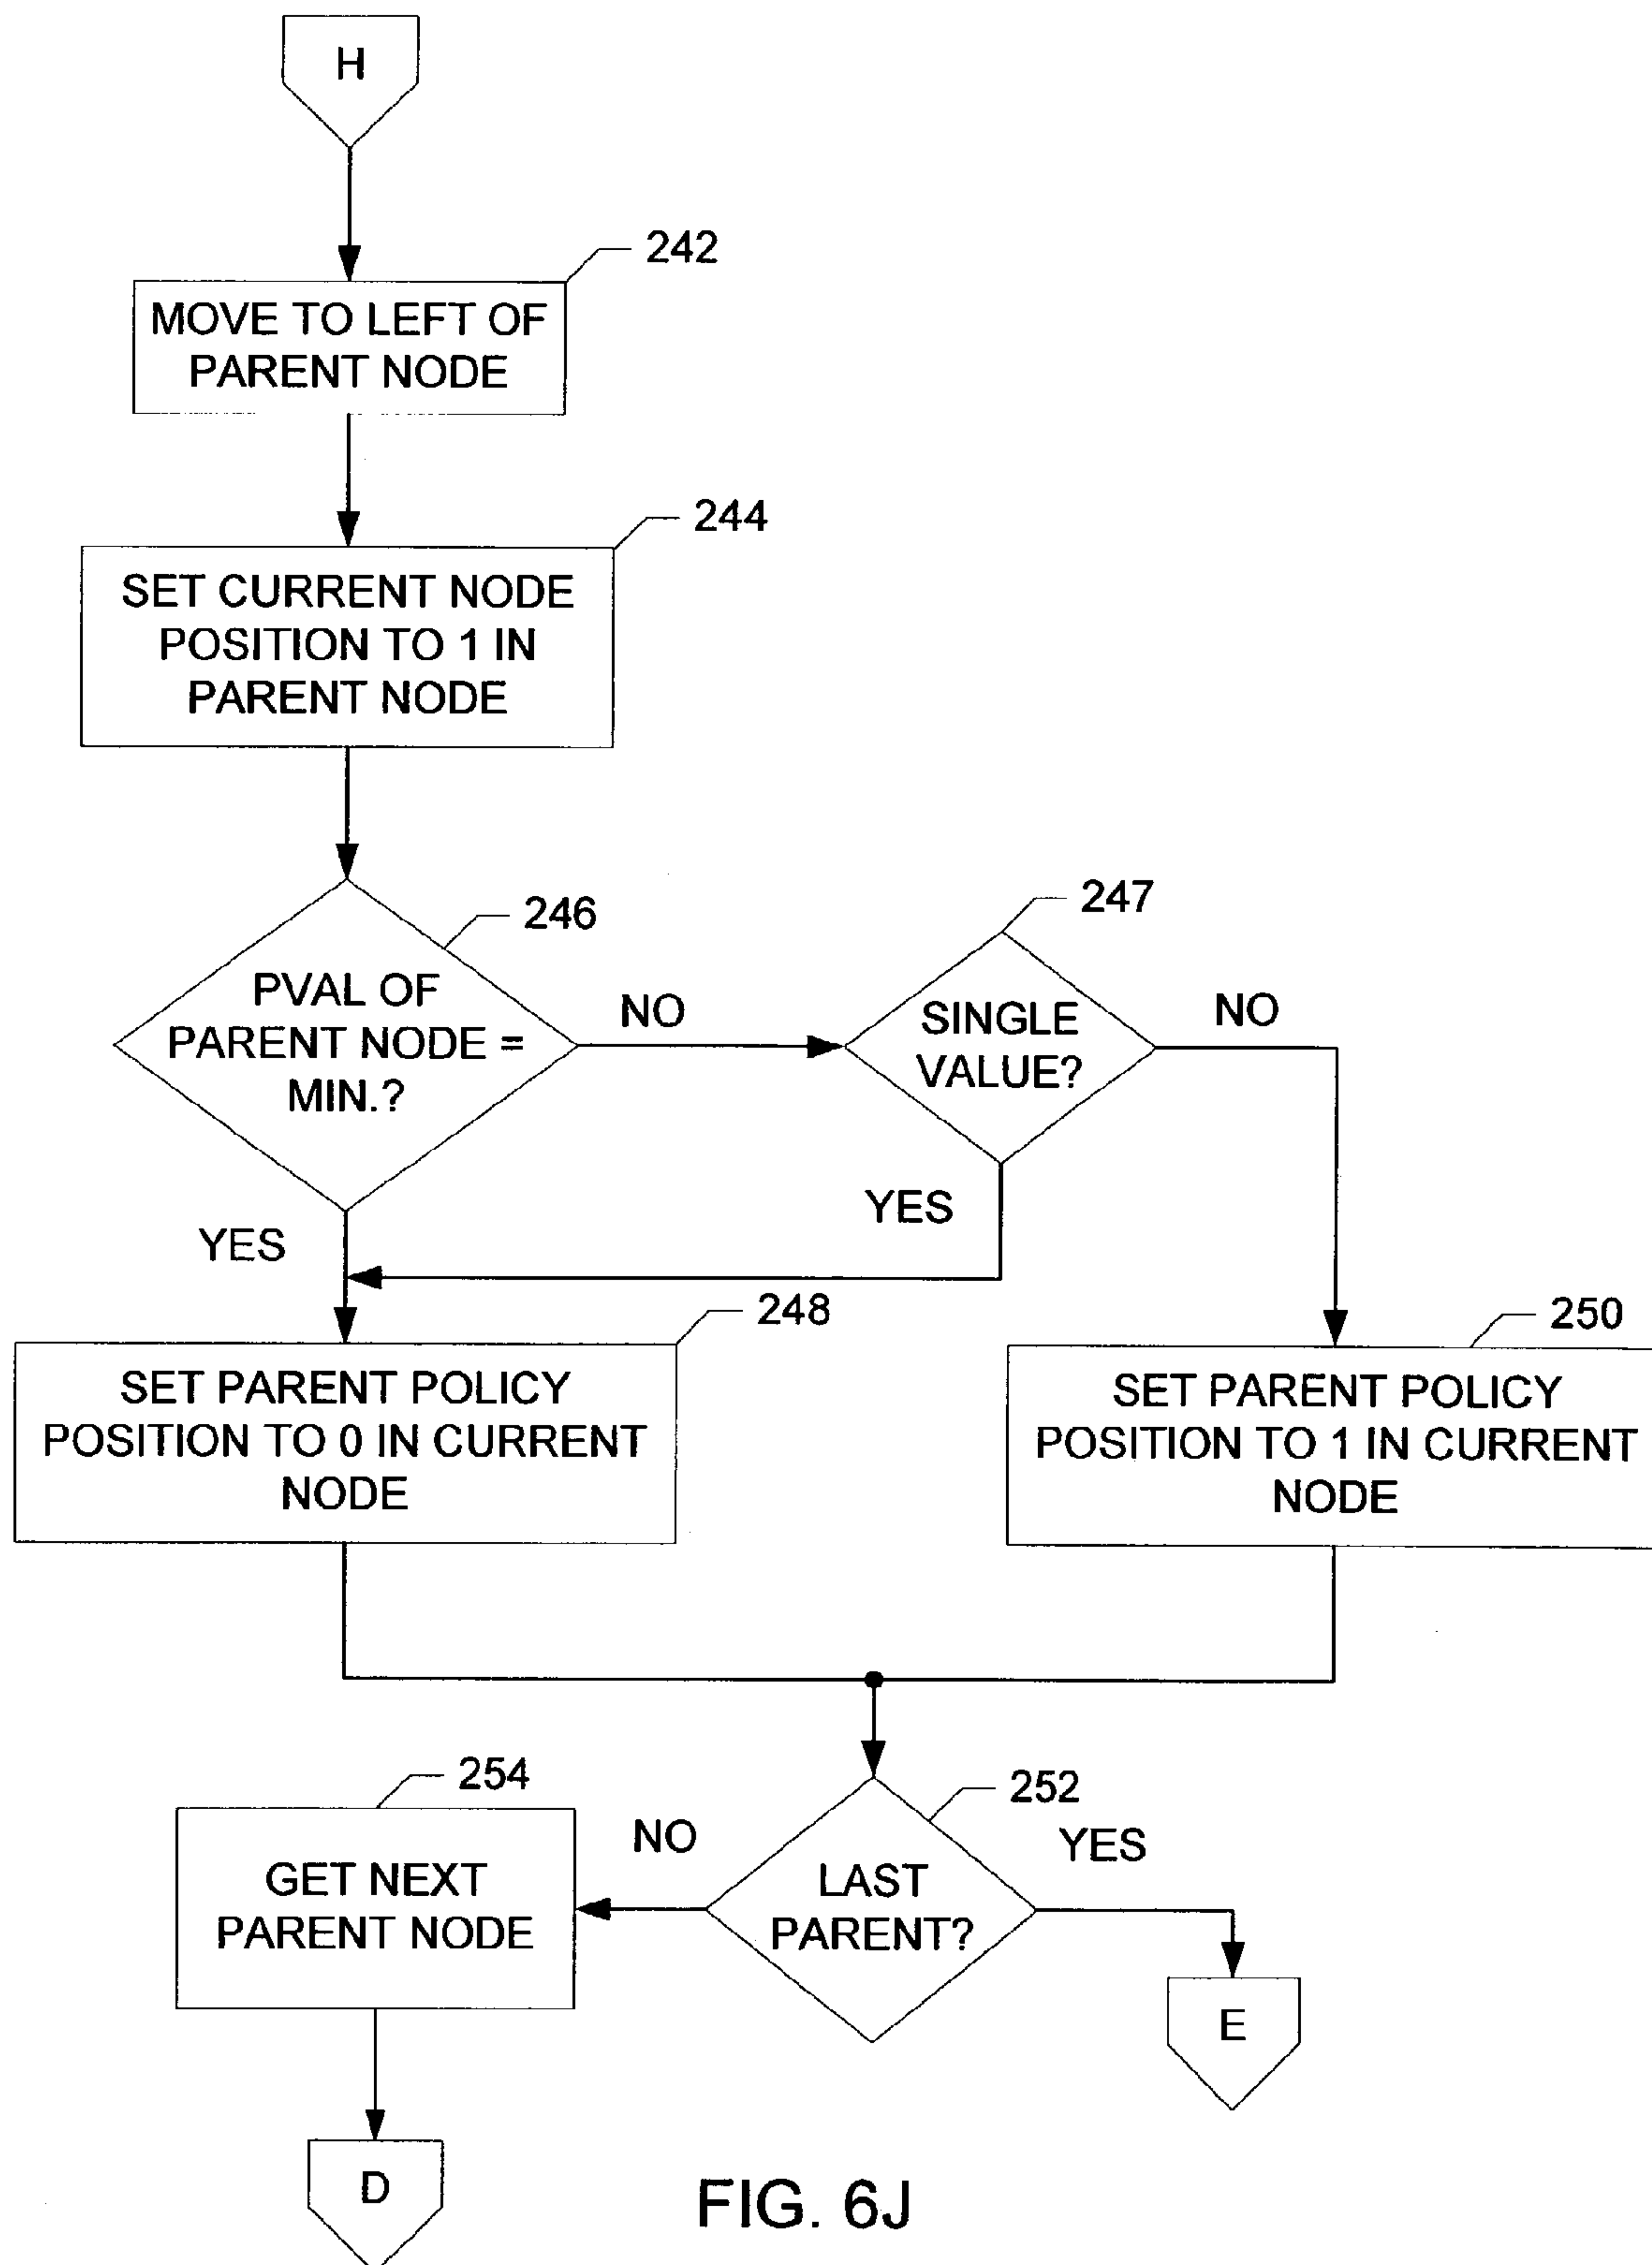 H
242
MOVE TO LEFT OF
PARENT NODE
244
SET CURRENT NODE
POSITION TO 1 IN
PARENT NODE
246
PVAL OF
PARENT NODE =
MIN.?
NO
247
SINGLE
VALUE?
NO
YES
YES
248
SET PARENT POLICY
POSITION TO 0 IN CURRENT
NODE
250
SET PARENT POLICY
POSITION TO 1 IN CURRENT
NODE
254
GET NEXT
PARENT NODE
NO
252
LAST
PARENT?
YES
E
D
FIG. 6J